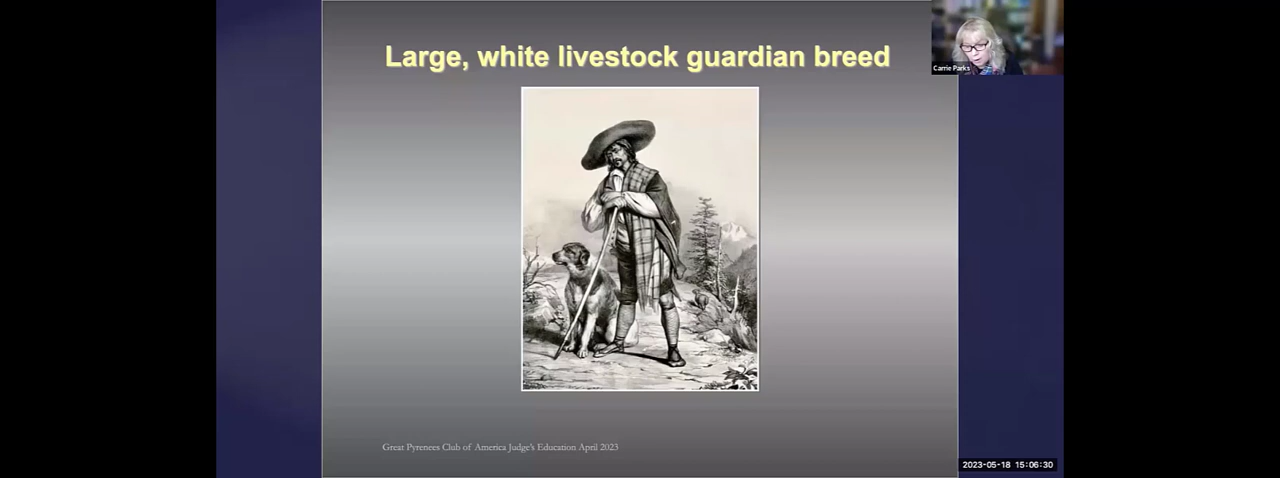 Large, white livestock guardian breed
Carrie Parks
Great Pyrenees Club of America Judge's Education April 2023
2023-05-18 15:06:30